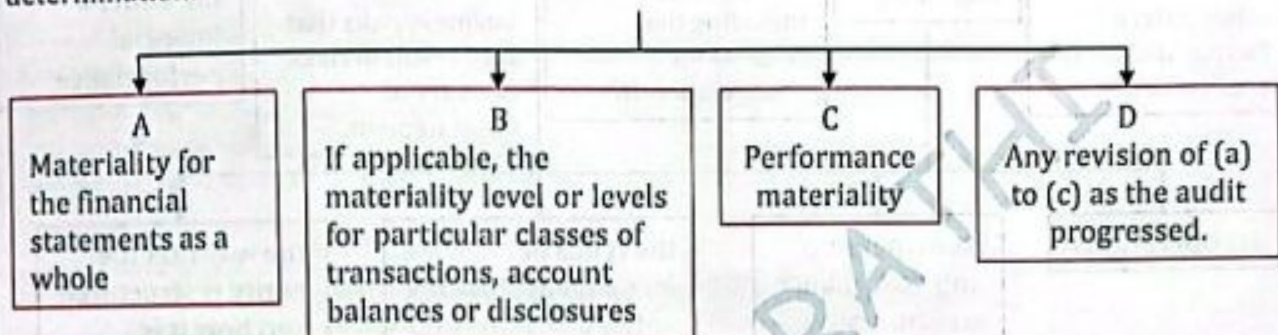 A
Materiality for
the financial
statements as a
whole
B
If applicable, the
materiality level or levels
for particular classes of
transactions, account
balances or disclosures
C
Performance
materiality
D
Any revision of (a)
to (c) as the audit
progressed.